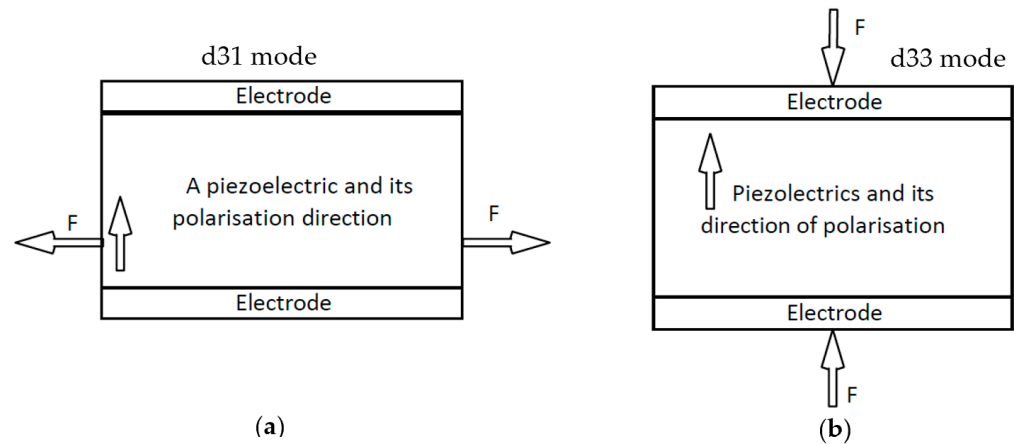 d31 mode
Electrode
A piezoelectric and its
polarisation direction
F
F
Electrode
(a)
F
d33 mode
Electrode
Piezolectrics and its
direction of polarisation
Electrode
F
(b)